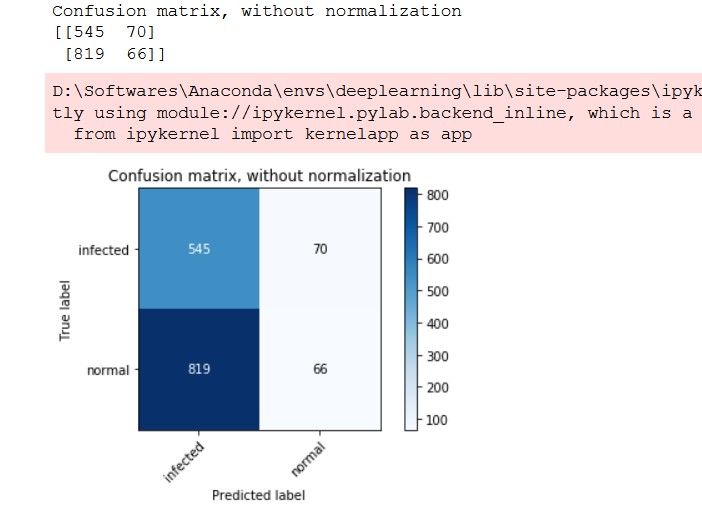 Confusion matrix, without normalization
[[545 70]
[819 66]]
D:\Softwares\Anaconda\envs\deeplearning\lib\site-packages\ipyk
tly using module://ipykernel.pylab.backend_inline, which is a
from ipykernel import kernelapp as app
Confusion matrix, without normalization
infected
545
70
normal
819
66
True label
infected
normal
Predicted label
800
700
600
500
400
300
200
100